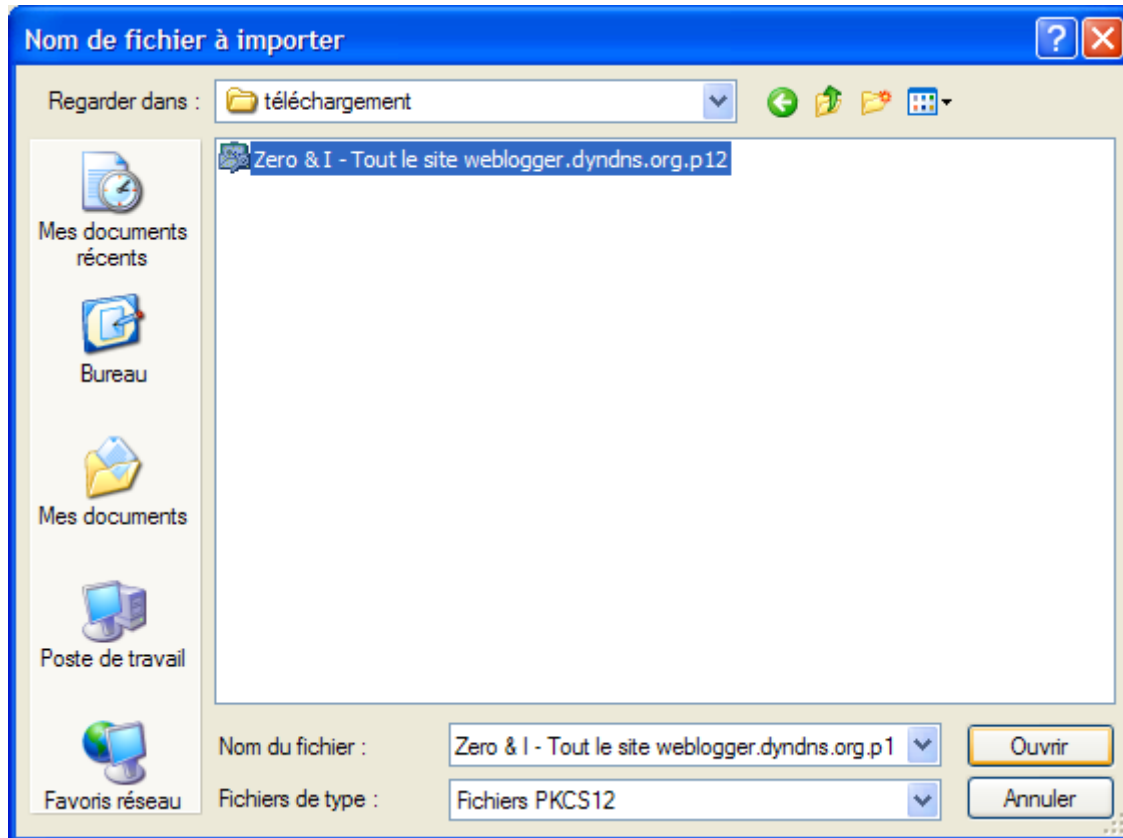 Nom de fichier à importer
Regarder dans :
téléchargement
Zero & I - Tout le site weblogger.dyndns.org.p12
Mes documents
récents
Bureau
Mes documents
Poste de travail
Favoris réseau
Nom du fichier :
Zero & I - Tout le site weblogger.dyndns.org.p1
Ouvrir
Fichiers de type :
Fichiers PKCS12
Annuler